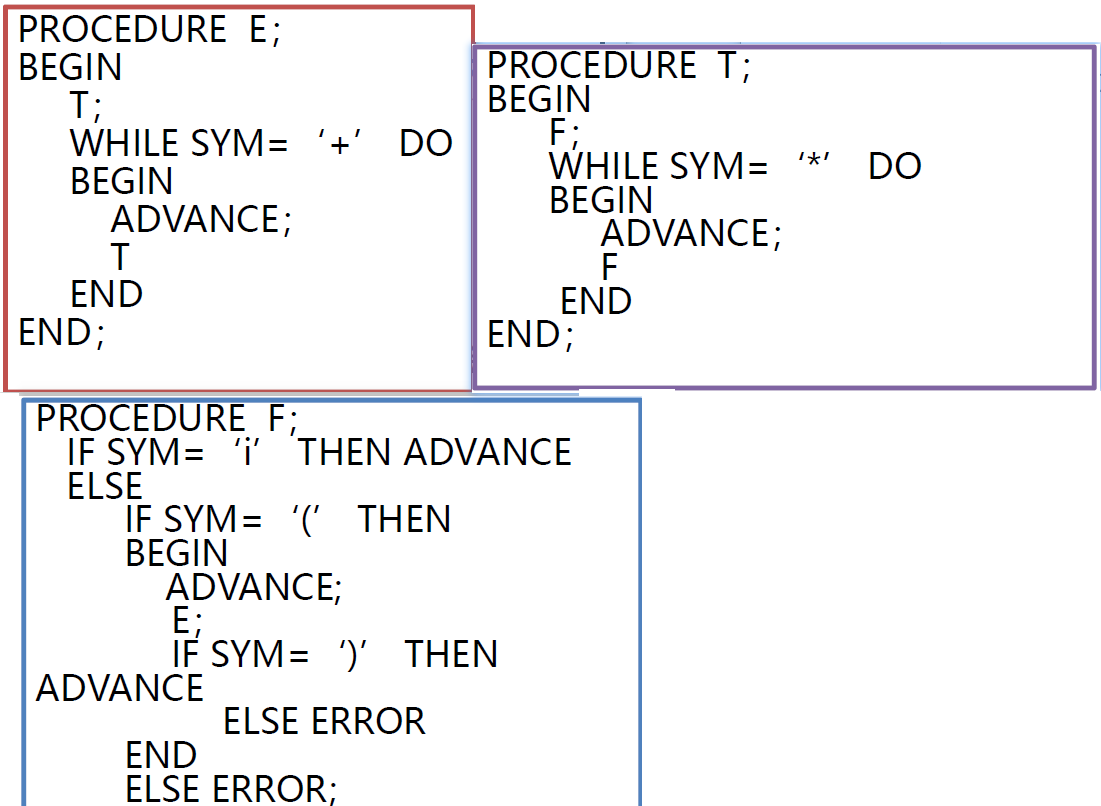 PROCEDURE E;
BEGIN
T;
WHILE SYM= ‘+’ DO
BEGIN
ADVANCE;
T
END
END;
PROCEDURE T;
BEGIN
F;
WHILE SYM= ‘*’ DO
BEGIN
ADVANCE;
F
END
END;
PROCEDURE F;
IF SYM= ‘i’ THEN ADVANCE
ELSE
IF SYM= ‘(’ THEN
BEGIN
ADVANCE;
E;
IF SYM= ‘)’ THEN
ADVANCE
ELSE ERROR
END
ELSE ERROR;